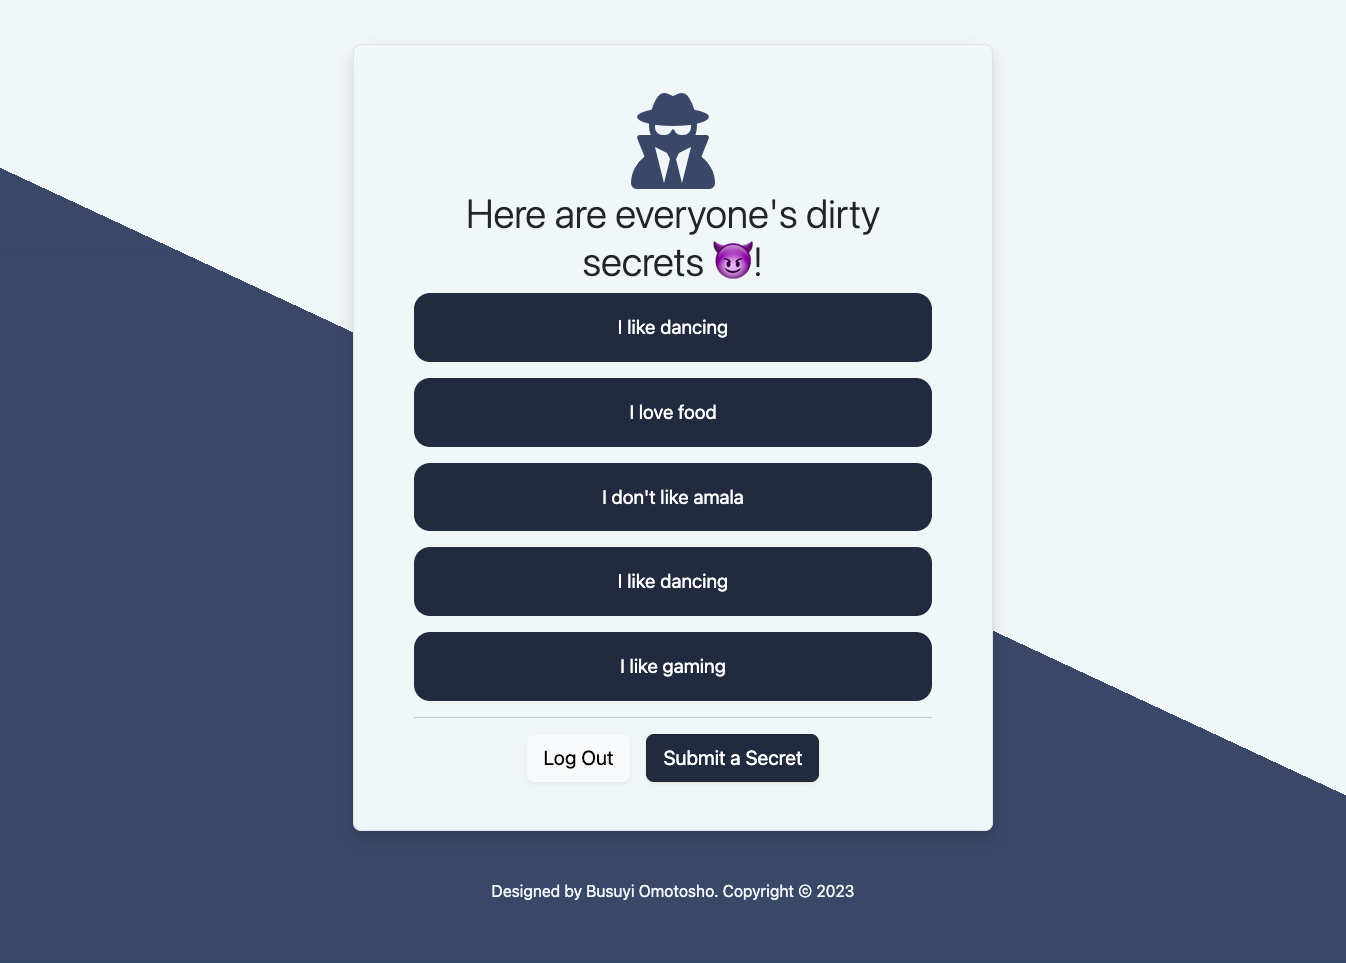 Here are everyone's dirty
secrets 😈!
I like dancing
I love food
I don't like amala
I like dancing
I like gaming
Log Out
Submit a Secret
Designed by Busuyi Omotosho. Copyright © 2023